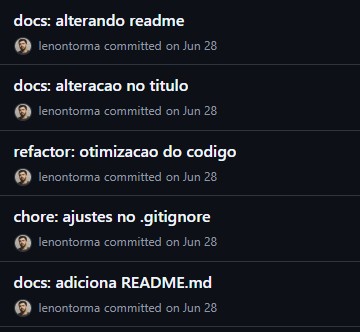 docs: alterando readme
lenontorma committed on Jun 28
docs: alteracao no titulo
lenontorma committed on Jun 28
refactor: otimizacao do codigo
lenontorma committed on Jun 28
chore: ajustes no .gitignore
lenontorma committed on Jun 28
docs: adiciona README.md
lenontorma committed on Jun 28